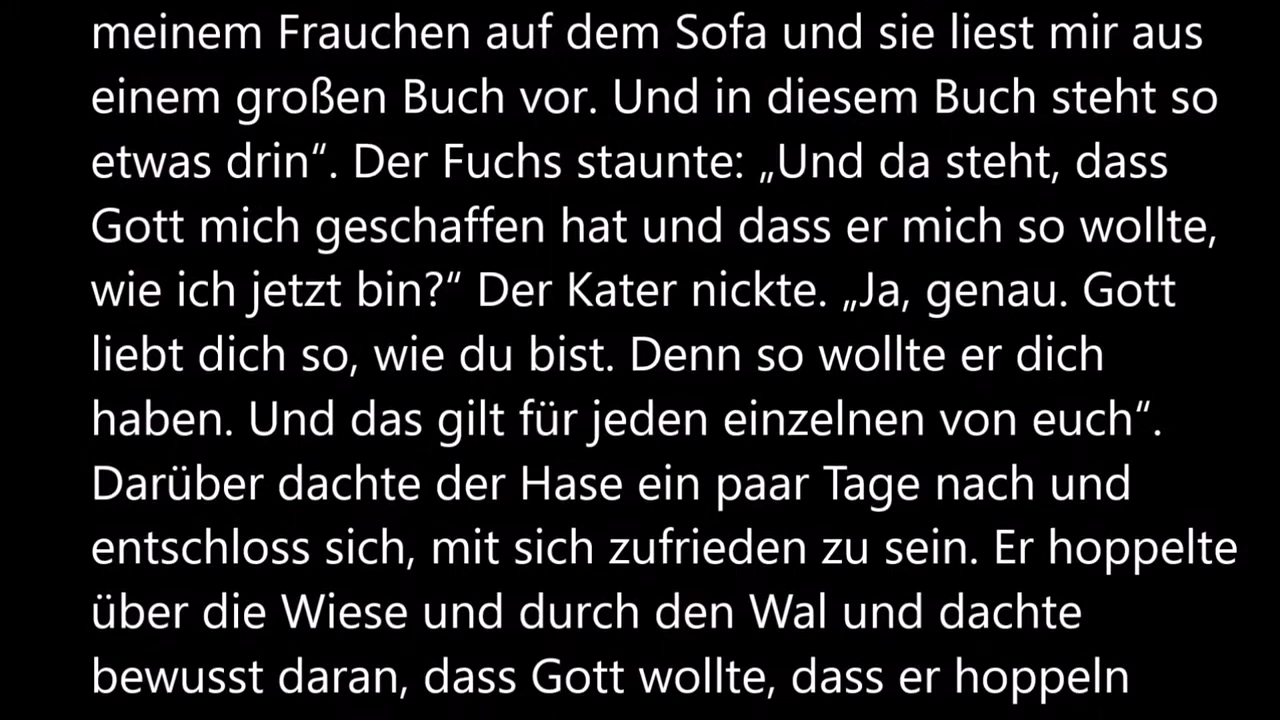 meinem Frauchen auf dem Sofa und sie liest mir aus
einem großen Buch vor. Und in diesem Buch steht so
etwas drin“. Der Fuchs staunte: „Und da steht, dass
Gott mich geschaffen hat und dass er mich so wollte,
wie ich jetzt bin?“ Der Kater nickte. „Ja, genau. Gott
liebt dich so, wie du bist. Denn so wollte er dich
haben. Und das gilt für jeden einzelnen von euch“.
Darüber dachte der Hase ein paar Tage nach und
entschloss sich, mit sich zufrieden zu sein. Er hoppelte
über die Wiese und durch den Wal und dachte
bewusst daran, dass Gott wollte, dass er hoppeln